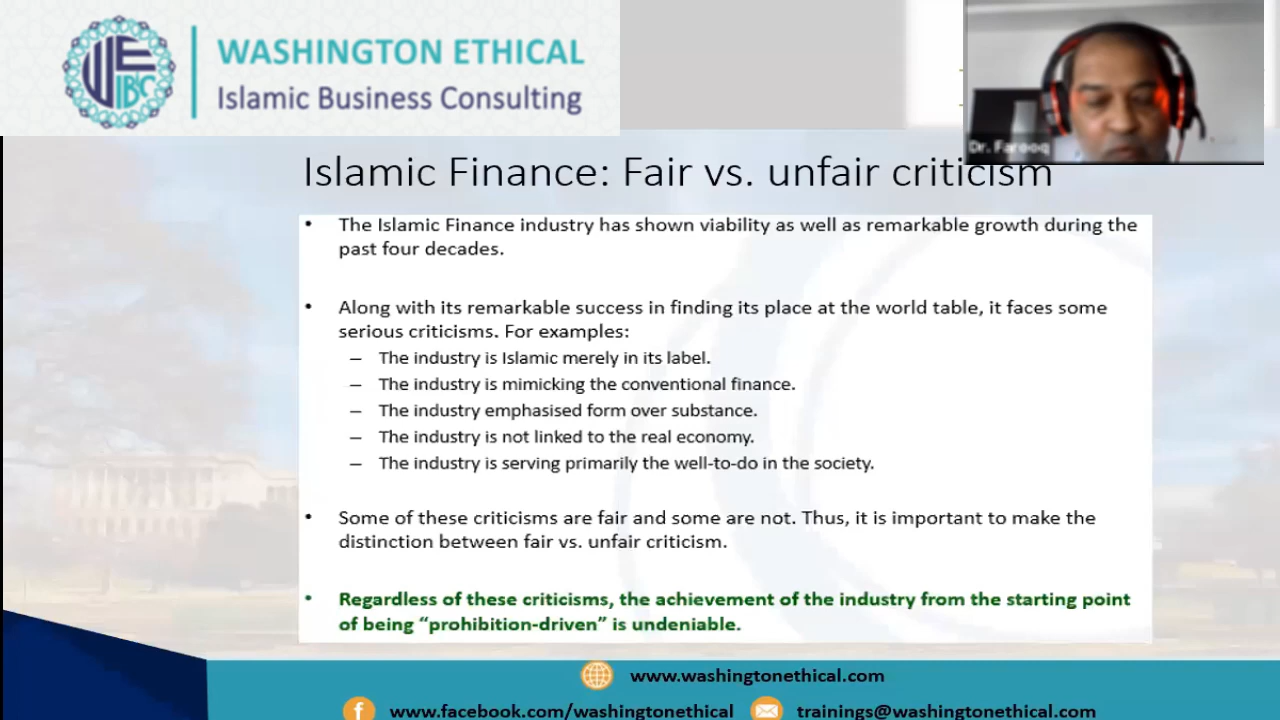 WASHINGTON ETHICAL
Islamic Business Consulting
WE
IBC
Dr. Farooq
Islamic Finance: Fair vs. unfair criticism
• The Islamic Finance industry has shown viability as well as remarkable growth during the
past four decades.
• Along with its remarkable success in finding its place at the world table, it faces some
serious criticisms. For examples:
– The industry is Islamic merely in its label.
– The industry is mimicking the conventional finance.
– The industry emphasised form over substance.
– The industry is not linked to the real economy.
– The industry is serving primarily the well-to-do in the society.
• Some of these criticisms are fair and some are not. Thus, it is important to make the
distinction between fair vs. unfair criticism.
• Regardless of these criticisms, the achievement of the industry from the starting point
of being “prohibition-driven” is undeniable.
www.washingtonethical.com
f www.facebook.com/washingtonethical trainings@washingtonethical.com